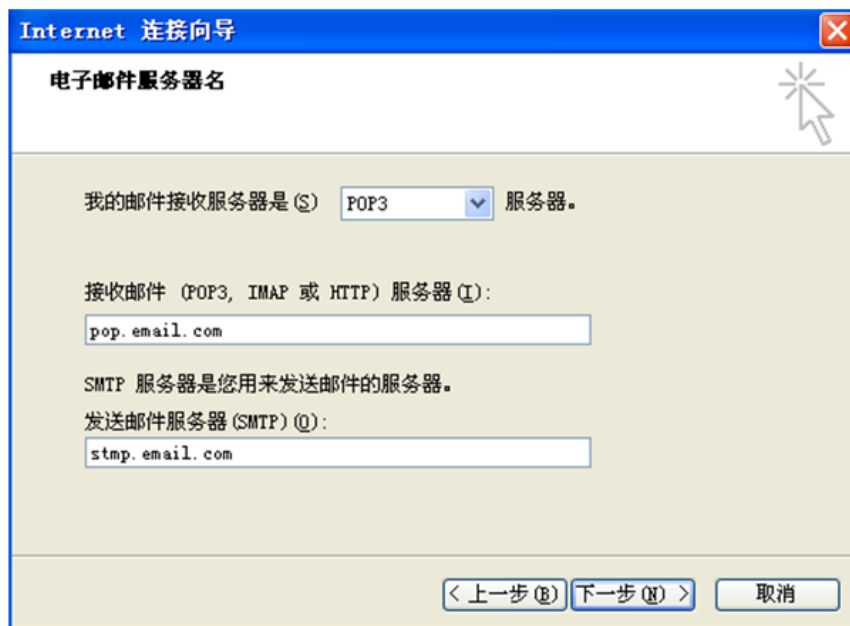 Internet 连接向导
电子邮件服务器名
我的邮件接收服务器是(S) POP3 服务器。
接收邮件 (POP3, IMAP 或 HTTP) 服务器(I):
pop.email.com
SMTP 服务器是您用来发送邮件的服务器。
发送邮件服务器(SMTP)(O):
stmp.email.com
< 上一步(B) 下一步(N) > 取消